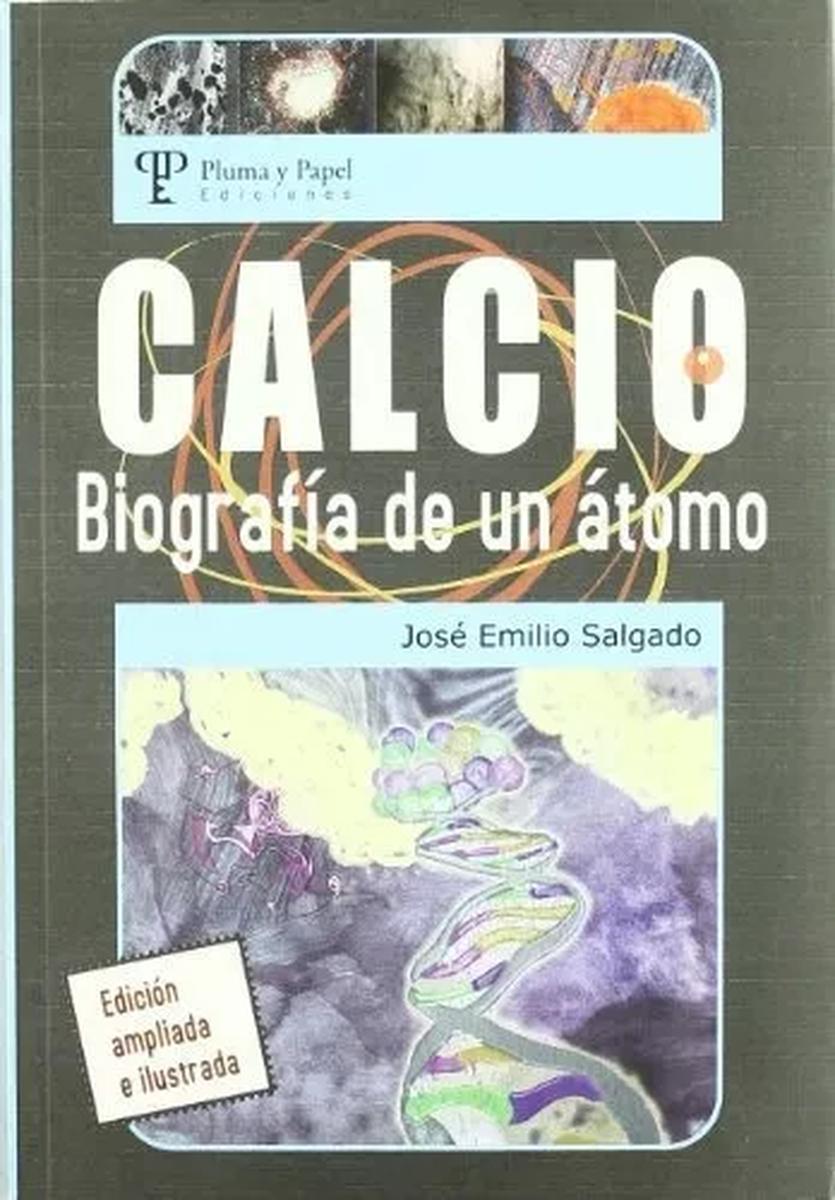 Pluma y Papel
Ediciones
CALCIO
Biografía de un átomo
José Emilio Salgado
Edición
ampliada
e ilustrada